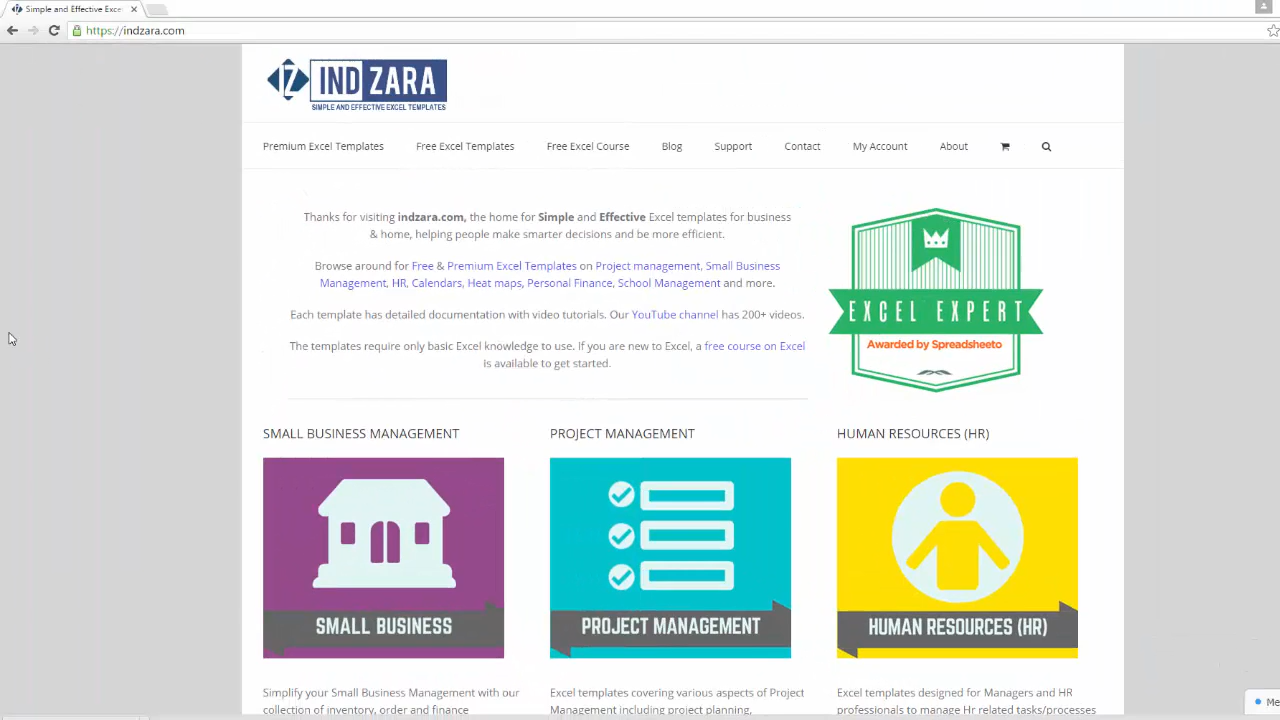 Simple and Effective Exce
https://indzara.com
IZ INDZARA
SIMPLE AND EFFECTIVE EXCEL TEMPLATES
Premium Excel Templates Free Excel Templates Free Excel Course Blog Support Contact My Account About
Thanks for visiting indzara.com, the home for Simple and Effective Excel templates for business
& home, helping people make smarter decisions and be more efficient.
Browse around for Free & Premium Excel Templates on Project management, Small Business
Management, HR, Calendars, Heat maps, Personal Finance, School Management and more.
Each template has detailed documentation with video tutorials. Our YouTube channel has 200+ videos.
The templates require only basic Excel knowledge to use. If you are new to Excel, a free course on Excel
is available to get started.
EXCEL EXPERT
Awarded by Spreadsheeto
SMALL BUSINESS MANAGEMENT PROJECT MANAGEMENT HUMAN RESOURCES (HR)
SMALL BUSINESS PROJECT MANAGEMENT HUMAN RESOURCES (HR)
Simplify your Small Business Management with our
collection of inventory, order and finance
Excel templates covering various aspects of Project
Management including project planning,
Excel templates designed for Managers and HR
professionals to manage Hr related tasks/processes
Me